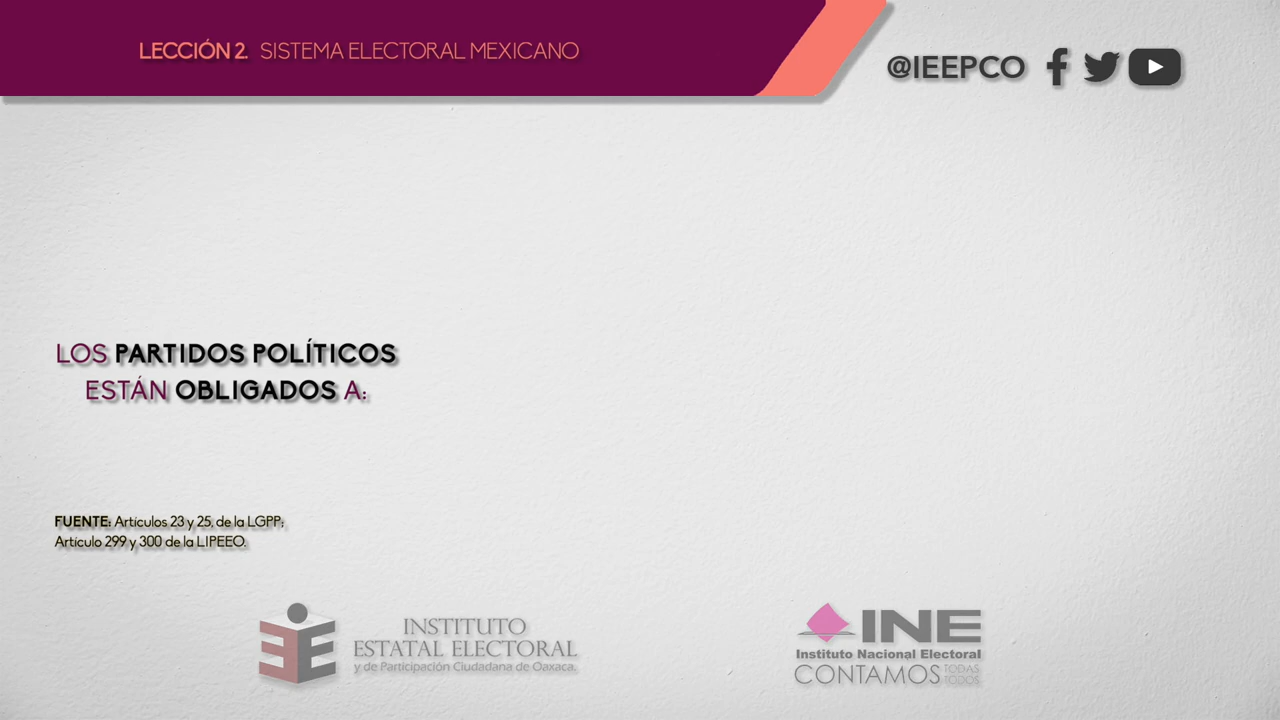 LECCIÓN 2. SISTEMA ELECTORAL MEXICANO
@IEEPCO
LOS PARTIDOS POLÍTICOS
ESTÁN OBLIGADOS A:
FUENTE: Artículos 23 y 25, de la LGPP;
Artículo 299 y 300 de la LIPEEO.
INSTITUTO
ESTATAL ELECTORAL
y de Participación Ciudadana de Oaxaca.
INE
Instituto Nacional Electoral
CONTAMOS TODAS
TODOS